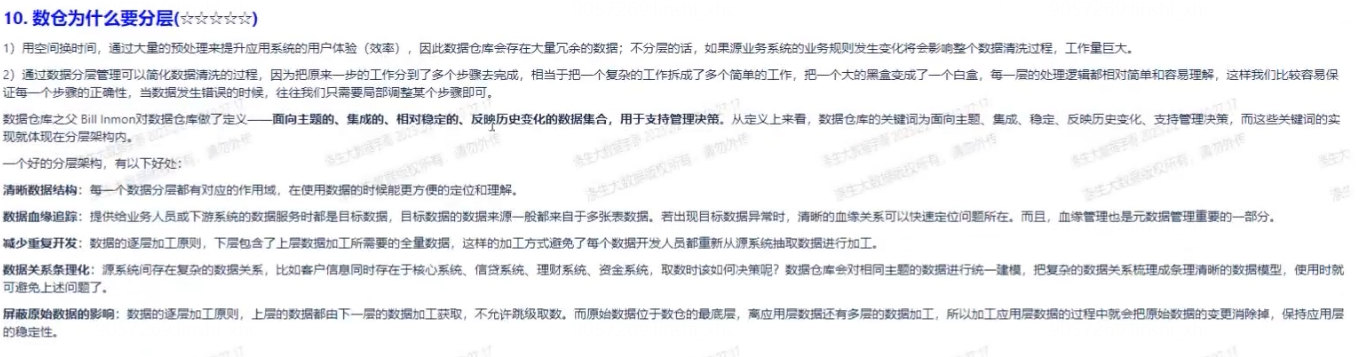 10. 数仓为什么要分层(☆☆☆☆☆)
1）用空间换时间，通过大量的预处理来提升应用系统的用户体验（效率），因此数据仓库会存在大量冗余的数据；不分层的话，如果源业务系统的业务规则发生变化将会影响整个数据清洗过程，工作量巨大。
2）通过数据分层管理可以简化数据清洗的过程，因为把原来一步的工作分到了多个步骤去完成，相当于把一个复杂的工作拆成了多个简单的工作，把一个大的黑盒变成了一个白盒，每一层的处理逻辑都相对简单和容易理解，这样我们比较容易保
证每一个步骤的正确性，当数据发生错误的时候，往往我们只需要局部调整某个步骤即可。
数据仓库之父 Bill Inmon对数据仓库做了定义——面向主题的、集成的、相对稳定的、反映历史变化的数据集合，用于支持管理决策。从定义上来看，数据仓库的关键词为面向主题、集成、稳定、反映历史变化、支持管理决策，而这些关键词的实
现就体现在分层架构内。
一个好的分层架构，有以下好处：
清晰数据结构：每一个数据分层都有对应的作用域，在使用数据的时候能更方便的定位和理解。
数据血缘追踪：提供给业务人员或下游系统的数据服务时都是目标数据，目标数据的数据来源一般都来自于多张表数据。若出现目标数据异常时，清晰的血缘关系可以快速定位问题所在。而且，血缘管理也是元数据管理重要的一部分。
减少重复开发：数据的逐层加工原则，下层包含了上层数据加工所需要的全量数据，这样的加工方式避免了每个数据开发人员都重新从源系统抽取数据进行加工。
数据关系条理化：源系统间存在复杂的数据关系，比如客户信息同时存在于核心系统、信贷系统、理财系统、资金系统，取数时该如何决策呢？数据仓库会对相同主题的数据进行统一建模，把复杂的数据关系梳理成条理清晰的数据模型，使用时就
可避免上述问题了。
屏蔽原始数据的影响：数据的逐层加工原则，上层的数据都由下一层的数据加工获取，不允许跳级取数。而原始数据位于数仓的最底层，离应用层数据还有多层的数据加工，所以加工应用层数据的过程中就会把原始数据的变更消除掉，保持应用层
的稳定性。